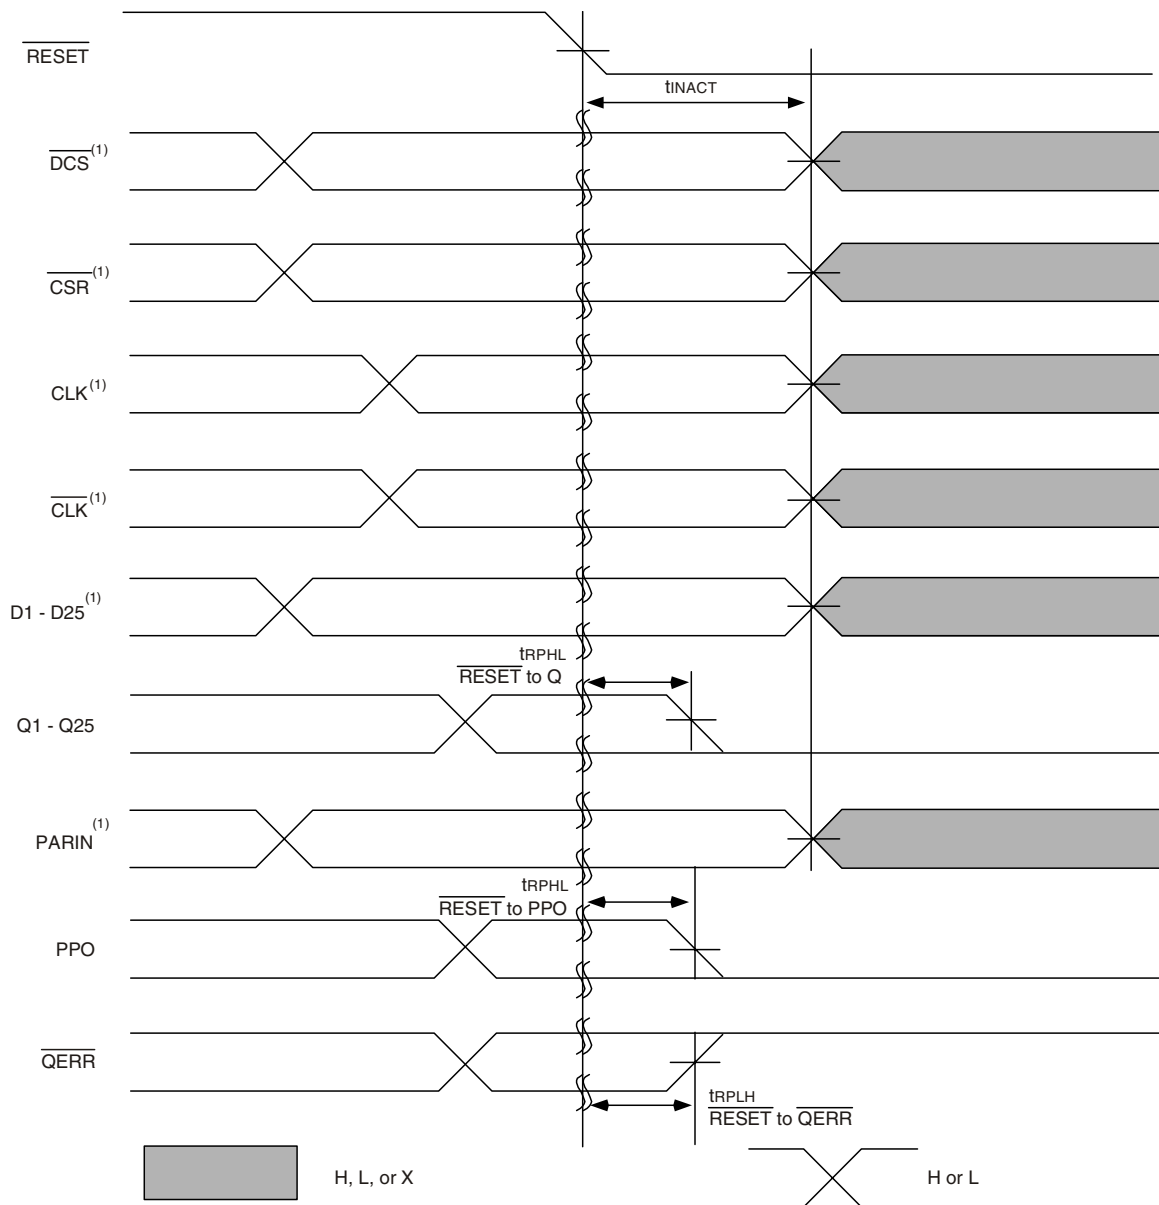 RESET
tINACT
DCS(1)
CSR(1)
CLK(1)
CLK(1)
D1 - D25(1)
tRPHL
RESET to Q
Q1 - Q25
PARIN(1)
tRPHL
RESET to PPO
PPO
QERR
tRPLH
RESET to QERR
H, L, or X
H or L